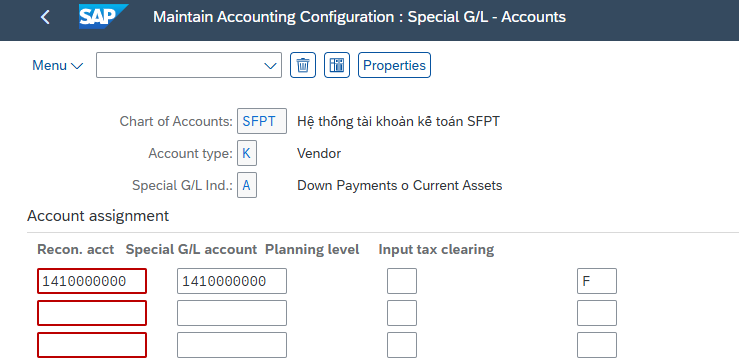 SAP Maintain Accounting Configuration : Special G/L - Accounts
Menu Properties
Chart of Accounts: SFPT Hệ thống tài khoản kế toán SFPT
Account type: K Vendor
Special G/L Ind.: A Down Payments o Current Assets
Account assignment
Recon. acct Special G/L account Planning level Input tax clearing
1410000000 1410000000 F